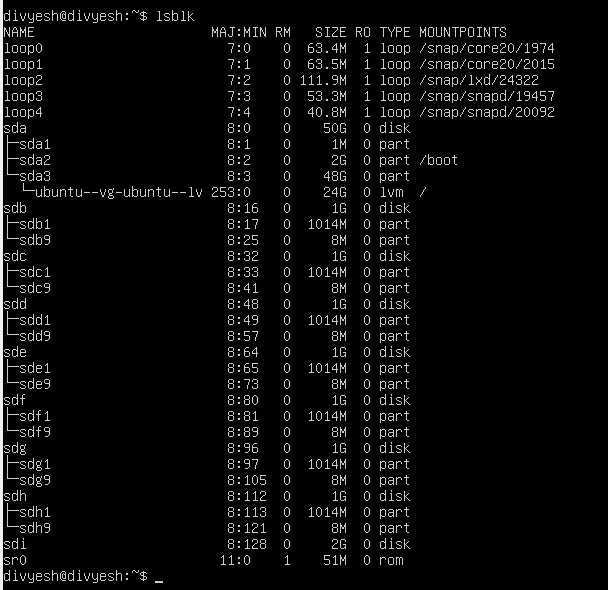 divyesh@divyesh:~$ lsblk
NAME                      MAJ:MIN RM   SIZE RO TYPE MOUNTPOINTS
loop0                       7:0    0  63.4M  1 loop /snap/core20/1974
loop1                       7:1    0  63.5M  1 loop /snap/core20/2015
loop2                       7:2    0 111.9M  1 loop /snap/lxd/24322
loop3                       7:3    0  53.3M  1 loop /snap/snapd/19457
loop4                       7:4    0  40.8M  1 loop /snap/snapd/20092
sda                         8:0    0    50G  0 disk
├─sda1                      8:1    0     1M  0 part
├─sda2                      8:2    0     2G  0 part /boot
└─sda3                      8:3    0    48G  0 part
  └─ubuntu--vg-ubuntu--lv 253:0    0    24G  0 lvm  /
sdb                         8:16   0     1G  0 disk
├─sdb1                      8:17   0  1014M  0 part
└─sdb9                      8:25   0     8M  0 part
sdc                         8:32   0     1G  0 disk
├─sdc1                      8:33   0  1014M  0 part
└─sdc9                      8:41   0     8M  0 part
sdd                         8:48   0     1G  0 disk
├─sdd1                      8:49   0  1014M  0 part
└─sdd9                      8:57   0     8M  0 part
sde                         8:64   0     1G  0 disk
├─sde1                      8:65   0  1014M  0 part
└─sde9                      8:73   0     8M  0 part
sdf                         8:80   0     1G  0 disk
├─sdf1                      8:81   0  1014M  0 part
└─sdf9                      8:89   0     8M  0 part
sdg                         8:96   0     1G  0 disk
├─sdg1                      8:97   0  1014M  0 part
└─sdg9                      8:105  0     8M  0 part
sdh                         8:112  0     1G  0 disk
├─sdh1                      8:113  0  1014M  0 part
└─sdh9                      8:121  0     8M  0 part
sdi                         8:128  0     2G  0 disk
sr0                        11:0    1    51M  0 rom
divyesh@divyesh:~$ _